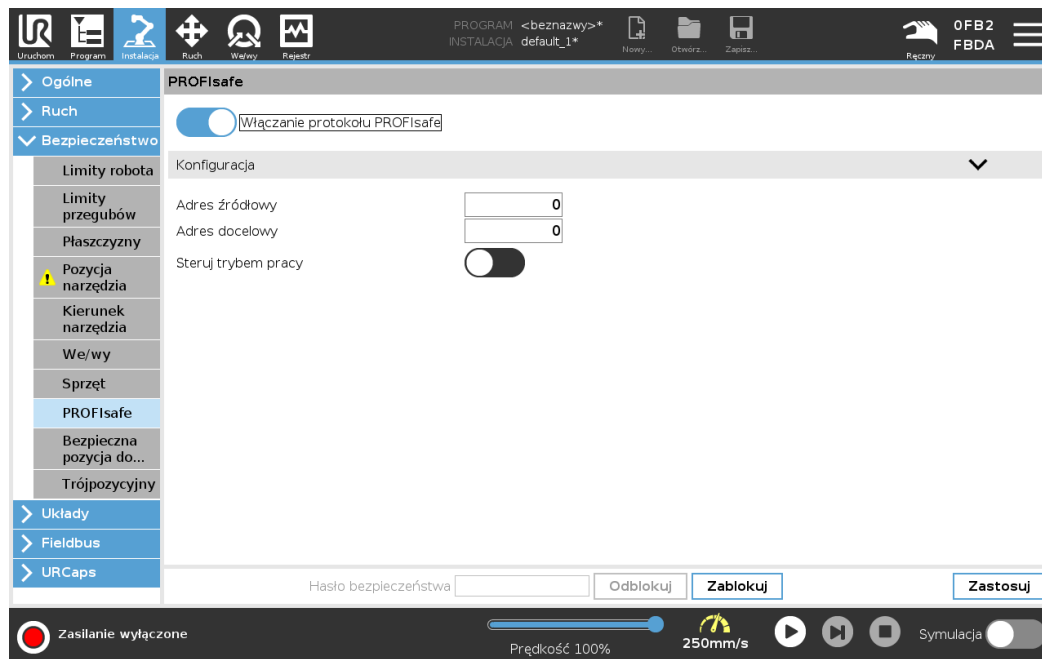 PROGRAM <beznazwy>*
INSTALACJA default_1*
UR
Uruchom Program Instalacja Ruch We/wy Rejestr Nowy... Otwórz... Zapisz... Ręczny
0FB2
FBDA
Ogólne
Ruch
Bezpieczeństwo
Limity robota
Limity
przegubów
Płaszczyzny
Pozycja
narzędzia
Kierunek
narzędzia
We/wy
Sprzęt
PROFIsafe
Bezpieczna
pozycja do...
Trójpozycyjny
Układy
Fieldbus
URCaps
PROFIsafe
Włączanie protokołu PROFIsafe
Konfiguracja
Adres źródłowy 0
Adres docelowy 0
Steruj trybem pracy
Hasło bezpieczeństwa Odblokuj Zablokuj Zastosuj
Zasilanie wyłączone
Prędkość 100%
250mm/s
Symulacja